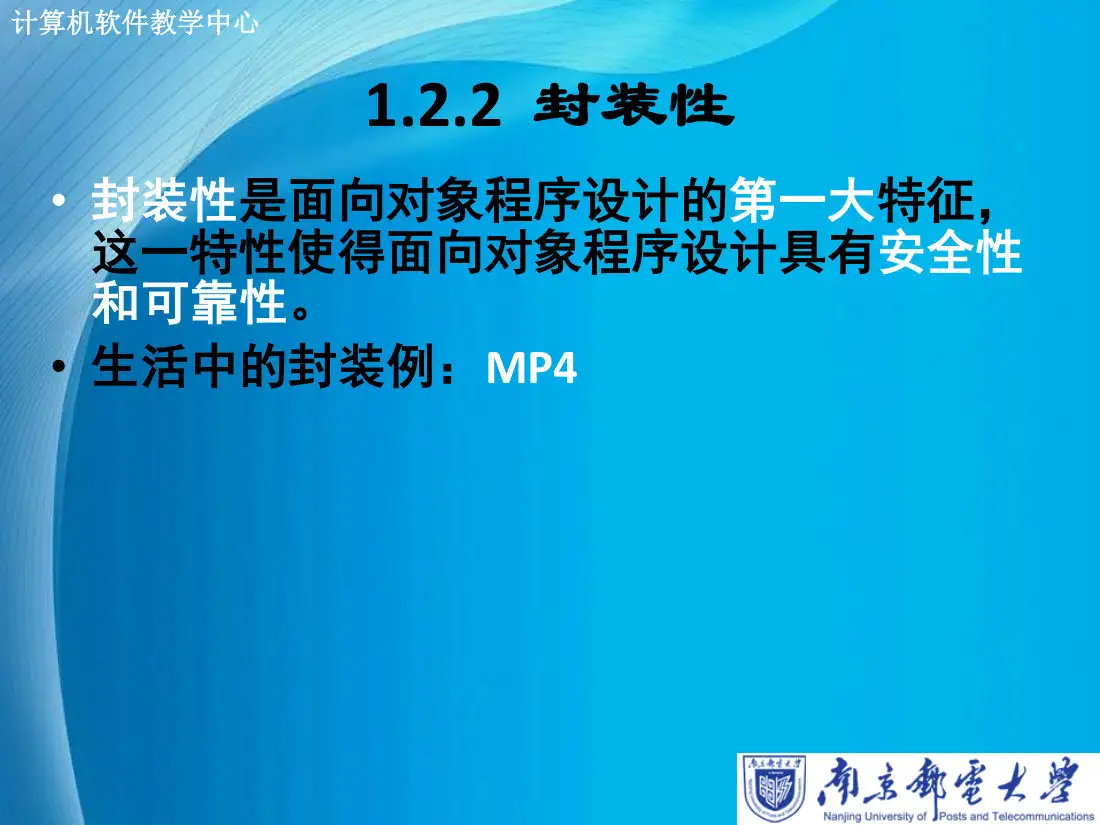 计算机软件教学中心
1.2.2 封装性
• 封装性是面向对象程序设计的第一大特征，
这一特性使得面向对象程序设计具有安全性
和可靠性。
• 生活中的封装例：MP4
南京郵電大學
Nanjing University of Posts and Telecommunications